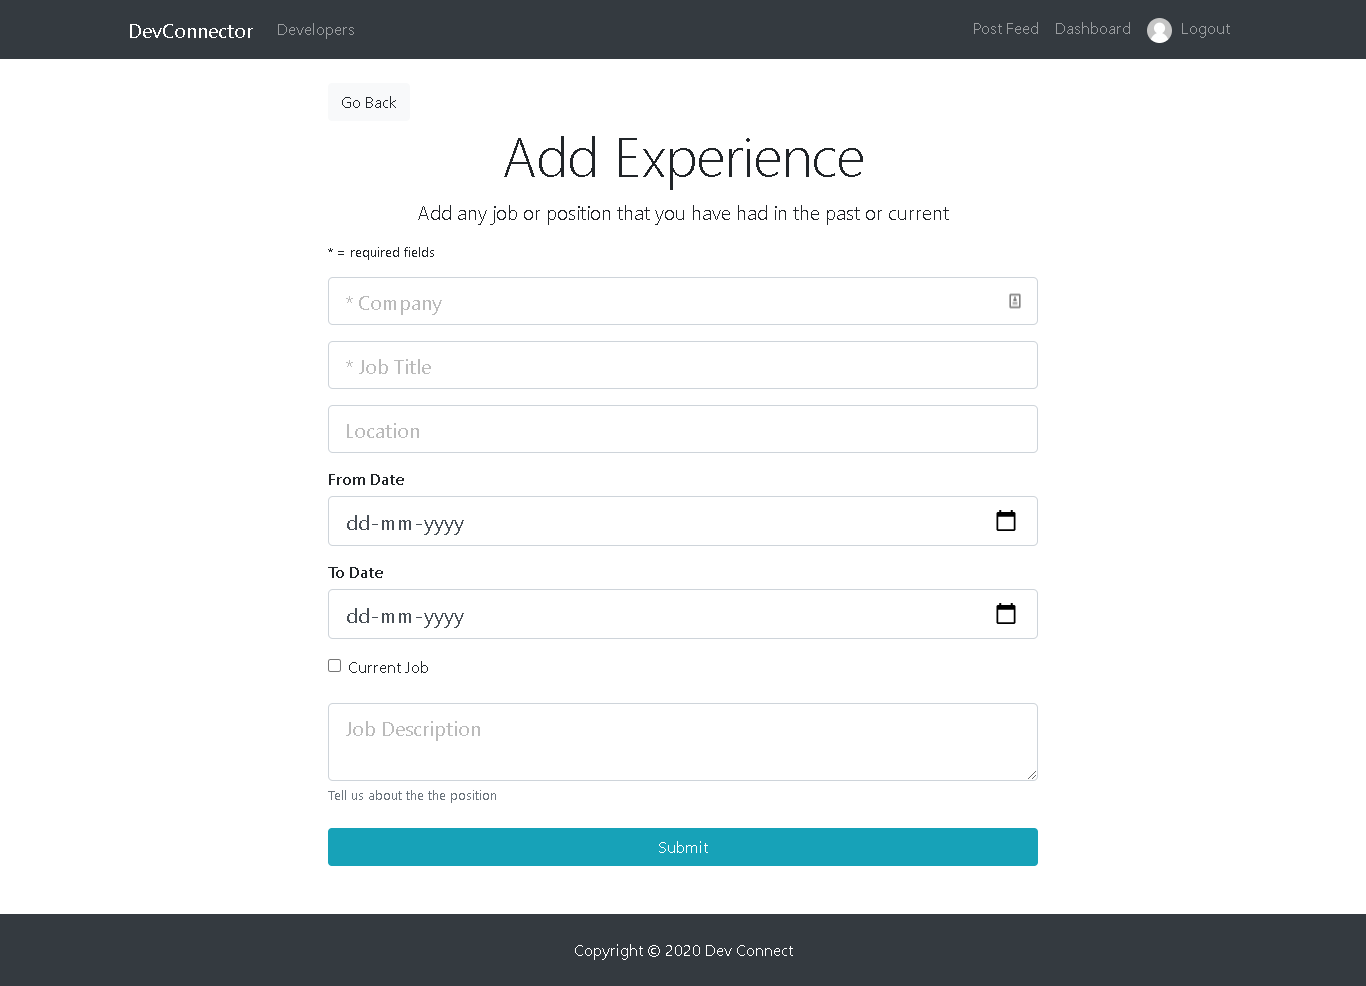 DevConnector Developers Post Feed Dashboard Logout
Go Back
Add Experience
Add any job or position that you have had in the past or current
* = required fields
* Company
* Job Title
Location
From Date
dd-mm-yyyy
To Date
dd-mm-yyyy
Current Job
Job Description
Tell us about the the position
Submit
Copyright © 2020 Dev Connect